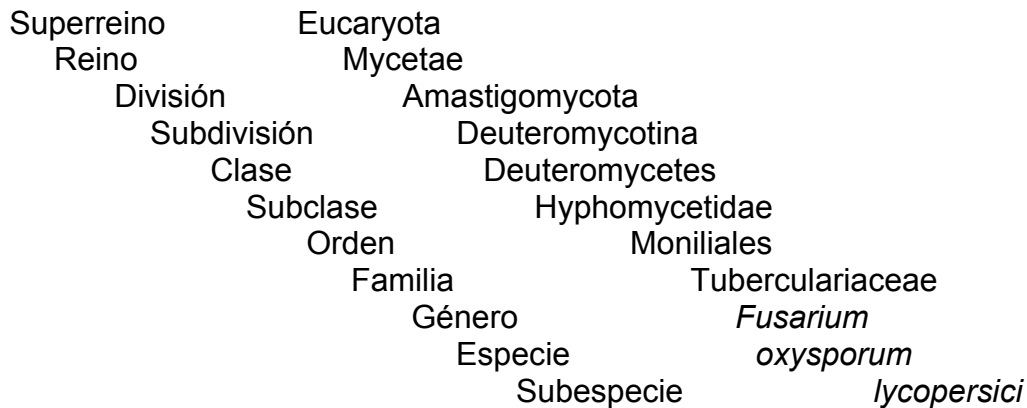 Superreino Eucaryota
Reino Mycetae
División Amastigomycota
Subdivisión Deuteromycotina
Clase Deuteromycetes
Subclase Hyphomycetidae
Orden Moniliales
Familia Tuberculariaceae
Género Fusarium
Especie oxysporum
Subespecie lycopersici